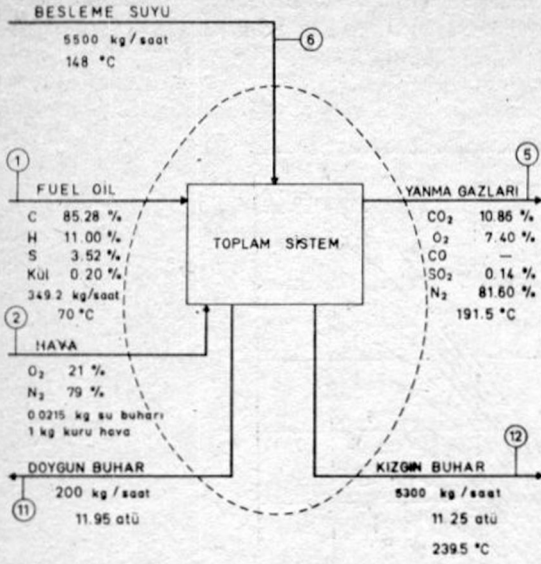 BESLEME SUYU
5500 kg/saat
148 °C
6
1
FUEL OİL
C 85.28 %
H 11.00 %
S 3.52 %
Kül 0.20 %
349.2 kg/saat
70 °C
2
HAVA
O₂ 21 %
N₂ 79 %
0.0215 kg su buharı
1 kg kuru hava
TOPLAM SİSTEM
5
YANMA GAZLARI
CO₂ 10.86 %
O₂ 7.40 %
CO —
SO₂ 0.14 %
N₂ 81.60 %
191.5 °C
DOYGUN BUHAR
11
200 kg/saat
11.95 atü
12
KIZGIN BUHAR
5300 kg/saat
11.25 atü
239.5 °C